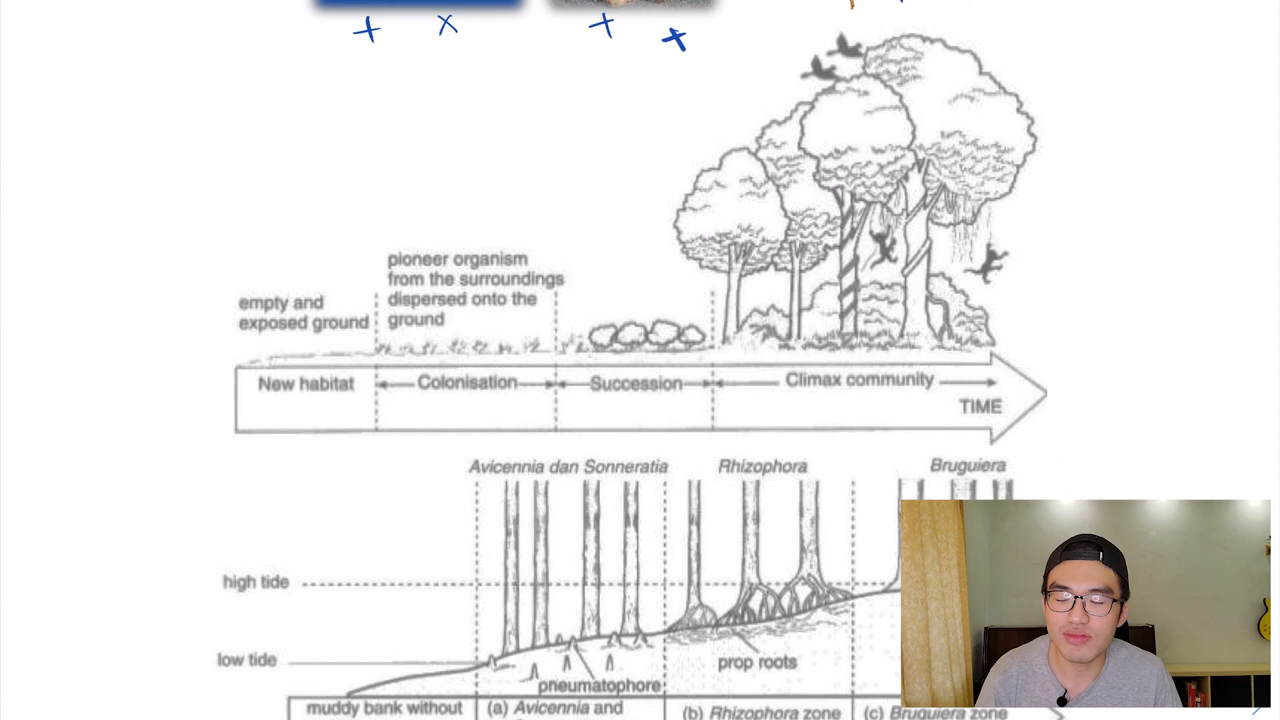 pioneer organism
from the surroundings
dispersed onto the
ground
empty and
exposed ground
New habitat
Colonisation
Succession
Climax community
TIME
Avicennia dan Sonneratia
Rhizophora
Bruguiera
high tide
low tide
prop roots
pneumatophore
muddy bank without
(a) Avicennia and
(b) Rhizophora zone
(c) Bruguiera zone